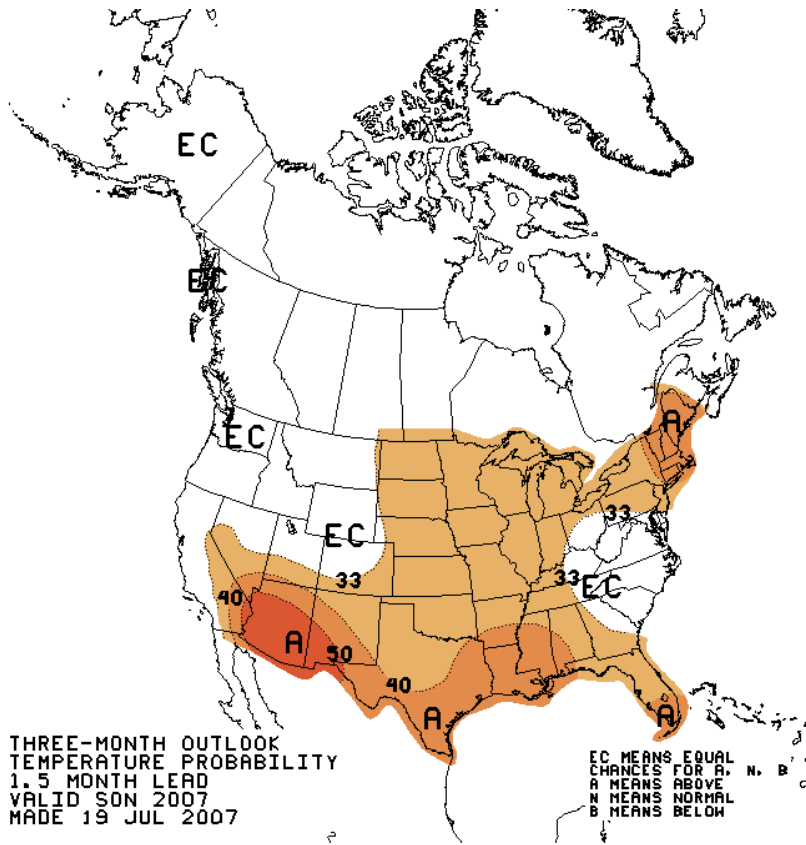 EC
EC
A
EC
33
EC
33
33
EC
40
A
50
40
A
A
THREE-MONTH OUTLOOK
TEMPERATURE PROBABILITY
1.5 MONTH LEAD
VALID SON 2007
MADE 19 JUL 2007
EC MEANS EQUAL
CHANCES FOR A, N, B
A MEANS ABOVE
N MEANS NORMAL
B MEANS BELOW